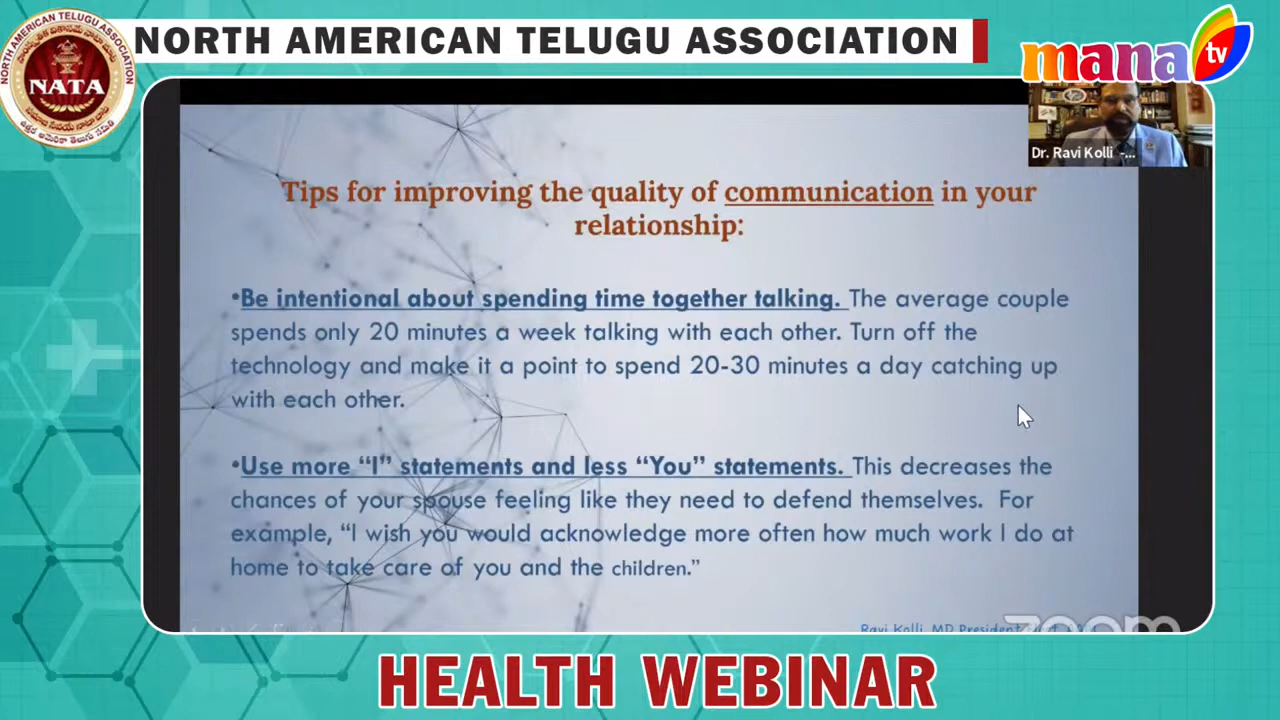 NORTH AMERICAN TELUGU ASSOCIATION
NORTH AMERICAN TELUGU ASSOCIATION
NATA
mana
tv
Dr. Ravi Kolli -...
Tips for improving the quality of communication in your
relationship:
•Be intentional about spending time together talking. The average couple
spends only 20 minutes a week talking with each other. Turn off the
technology and make it a point to spend 20-30 minutes a day catching up
with each other.
•Use more “I” statements and less “You” statements. This decreases the
chances of your spouse feeling like they need to defend themselves. For
example, “I wish you would acknowledge more often how much work I do at
home to take care of you and the children.”
Ravi Kolli, MD President
zoom
HEALTH WEBINAR